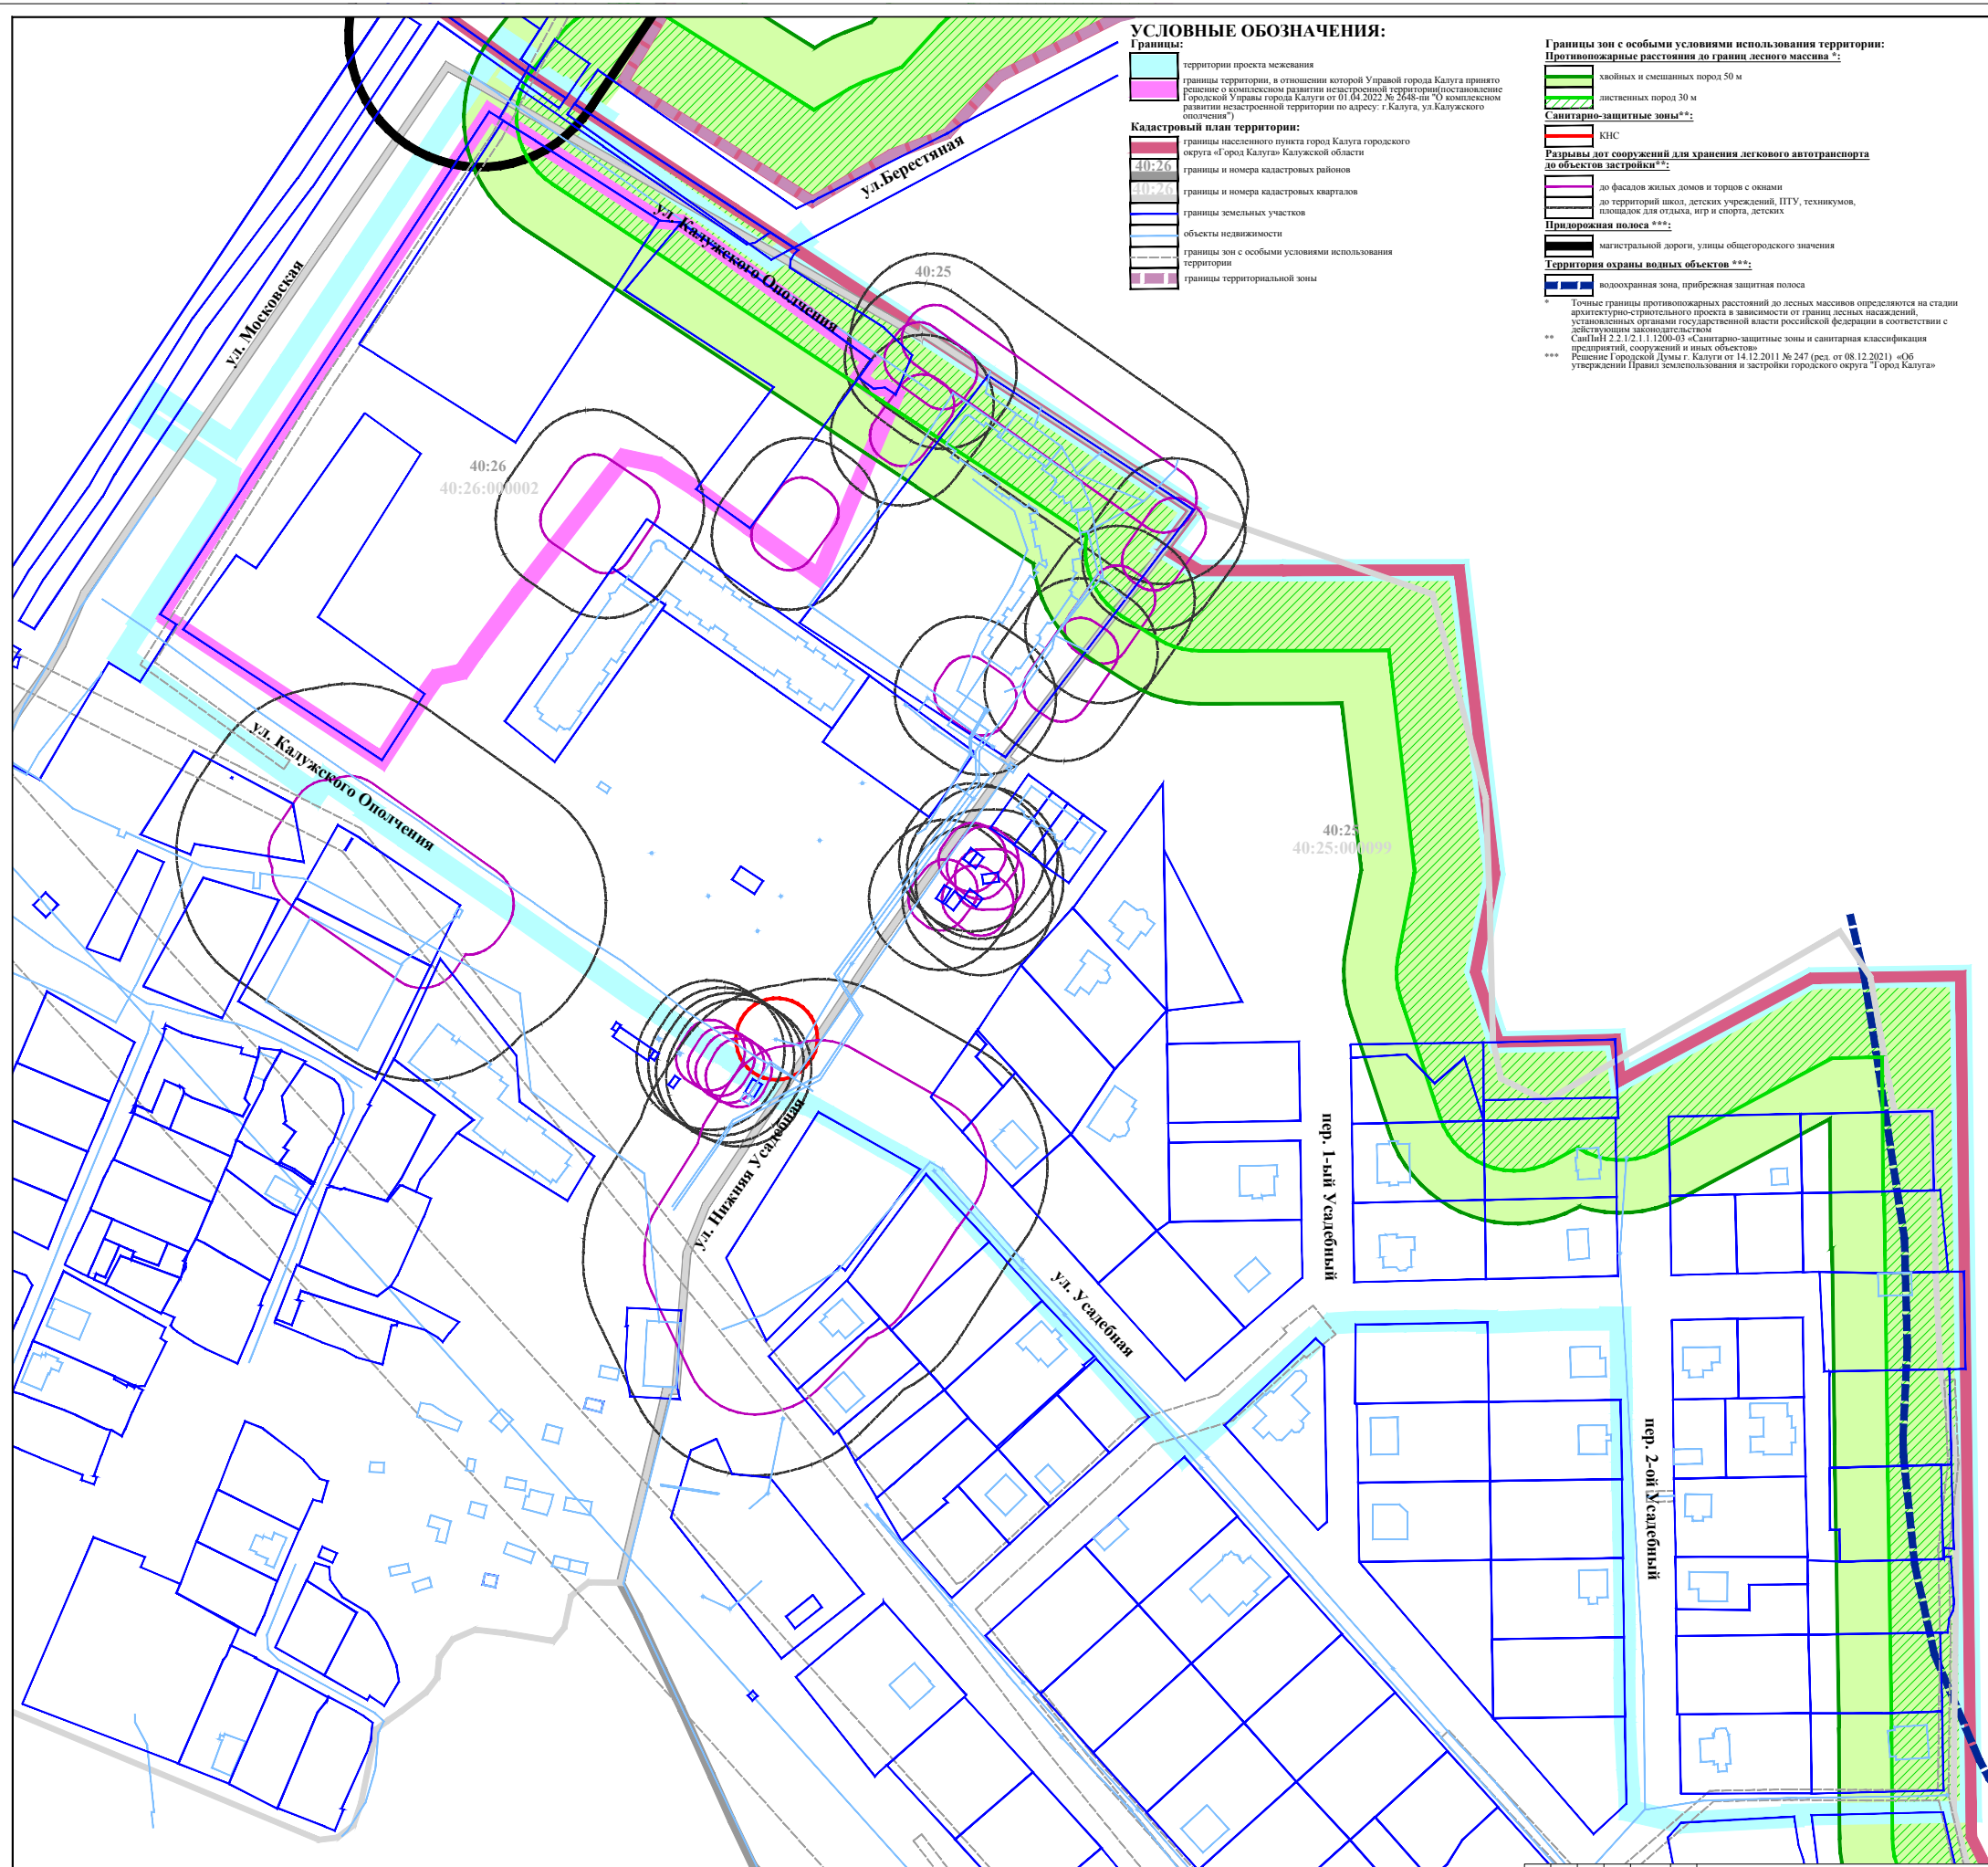 УСЛОВНЫЕ ОБОЗНАЧЕНИЯ:
Границы:
территории проекта межевания
границы территории, в отношении которой Управой города Калуга принято
решение о комплексном развитии незастроенной территории(постановление
Городской Управы города Калуги от 01.04.2022 № 2648-пи "О комплексном
развитии незастроенной территории по адресу: г.Калуга, ул.Калужского
ополчения")
Кадастровый план территории:
границы населенного пункта город Калуга городского
округа «Город Калуга» Калужской области
40:26
границы и номера кадастровых районов
40:26
границы и номера кадастровых кварталов
границы земельных участков
объекты недвижимости
границы зон с особыми условиями использования
территории
границы территориальной зоны
Границы зон с особыми условиями использования территории:
Противопожарные расстояния до границ лесного массива *:
хвойных и смешанных пород 50 м
лиственных пород 30 м
Санитарно-защитные зоны**:
КНС
Разрывы дот сооружений для хранения легкового автотранспорта
до объектов застройки**:
до фасадов жилых домов и торцов с окнами
до территорий школ, детских учреждений, ПТУ, техникумов,
площадок для отдыха, игр и спорта, детских
Придорожная полоса ***:
магистральной дороги, улицы общегородского значения
Территория охраны водных объектов ***:
водоохранная зона, прибрежная защитная полоса
* Точные границы противопожарных расстояний до лесных массивов определяются на стадии
архитектурно-стриотельного проекта в зависимости от границ лесных насаждений,
установленных органами государственной власти российской федерации в соответствии с
действующим законодательством
** СанПиН 2.2.1/2.1.1.1200-03 «Санитарно-защитные зоны и санитарная классификация
предприятий, сооружений и иных объектов»
*** Решение Городской Думы г. Калуги от 14.12.2011 № 247 (ред. от 08.12.2021) «Об
утверждении Правил землепользования и застройки городского округа "Город Калуга»
ул.Берестяная
ул. Калужского Ополчения
ул. Московская
40:25
40:26
40:26:000002
ул. Калужского Ополчения
40:25
40:25:000099
ул. Нижняя Усадебная
пер. 1-ый Усадебный
ул. Усадебная
пер. 2-ой Усадебный